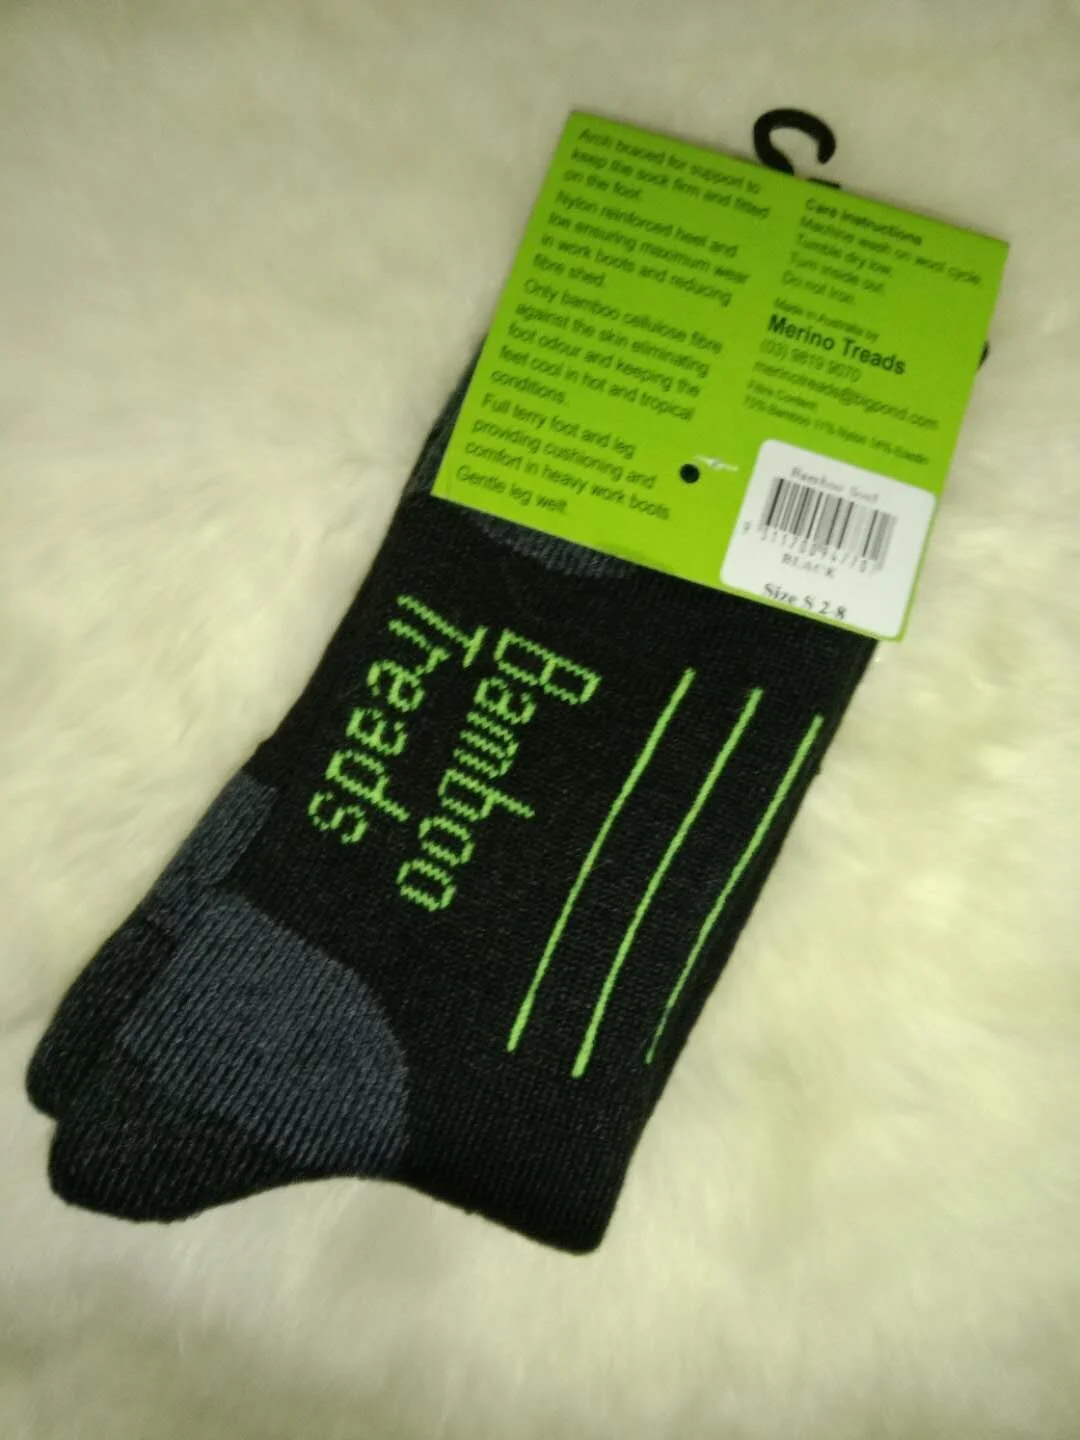 Arch braced for support to
keep the sock firm and fitted
on the foot.
Nylon reinforced heel and
toe ensuring maximum wear
in work boots and reducing
fibre shed.
Only bamboo cellulose fibre
against the skin eliminating
foot odour and keeping the
feet cool in hot and tropical
conditions.
Full terry foot and leg
providing cushioning and
comfort in heavy work boots
Gentle leg welt.
Care Instructions
Machine wash on wool cycle.
Tumble dry low.
Turn inside out.
Do not Iron.
Made in Australia by
Merino Treads
(03) 9819 9070
merinotreads@bigpond.com
Fibre Content
Bamboo 11% Nylon Elastin
Bamboo
BLACK
Size S 2-8
Bamboo
Treads